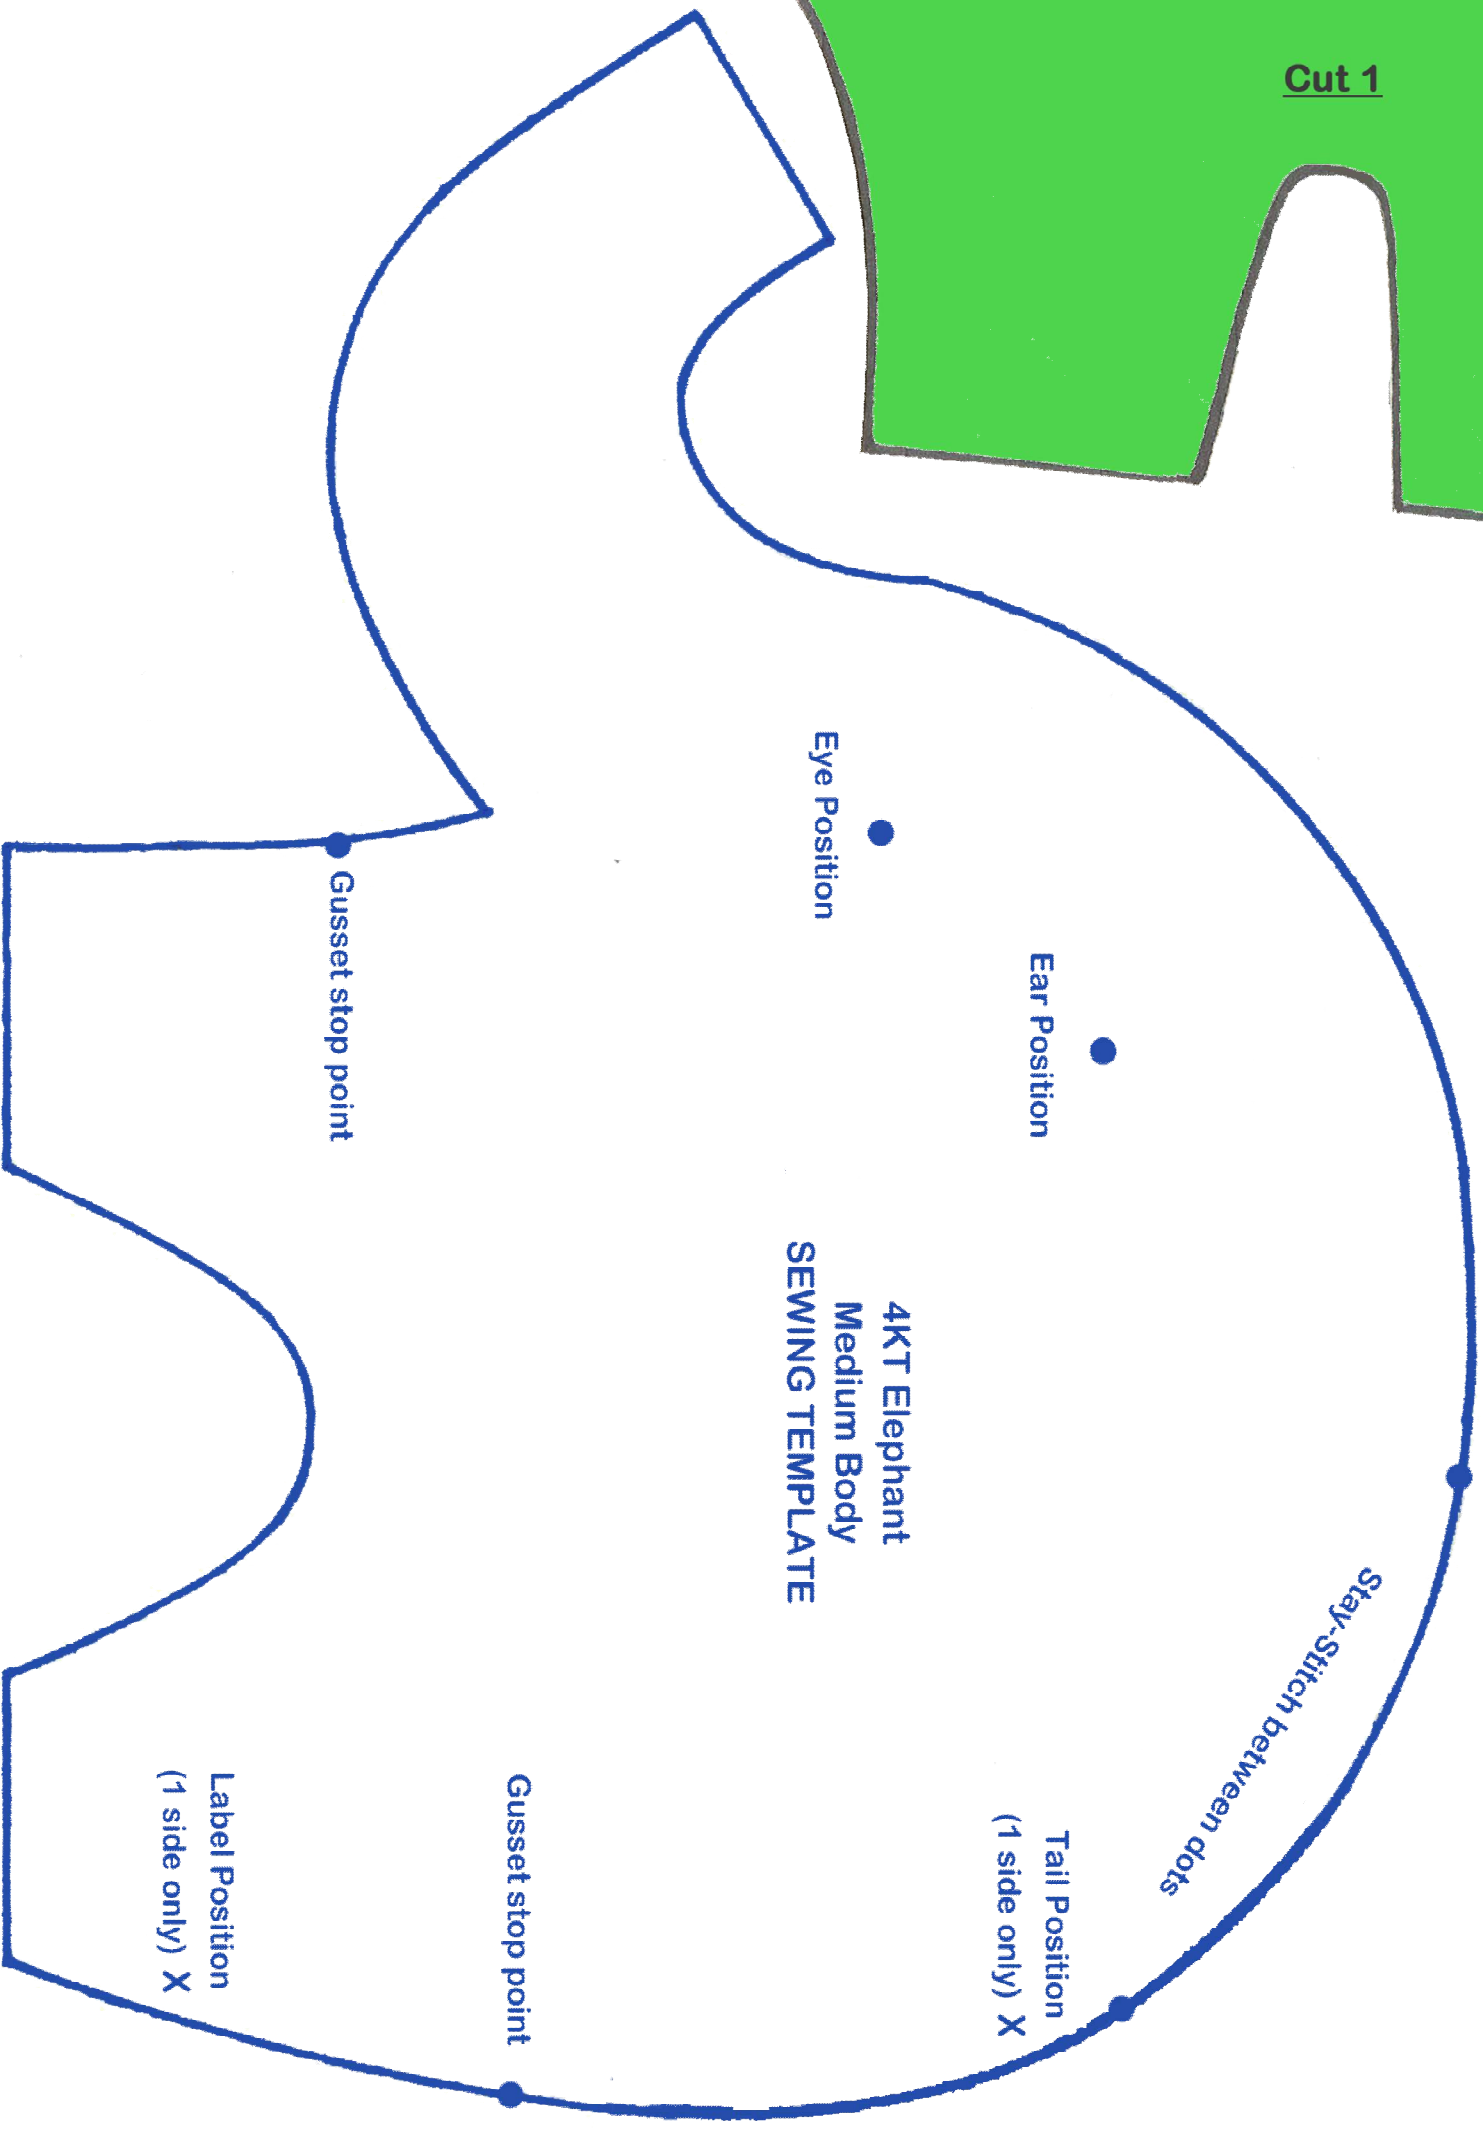 Cut 1
Eye Position
Ear Position
Gusset stop point
4KT Elephant
Medium Body
SEWING TEMPLATE
Stay-Stitch between dots
Tail Position
(1 side only) X
Gusset stop point
Label Position
(1 side only) X